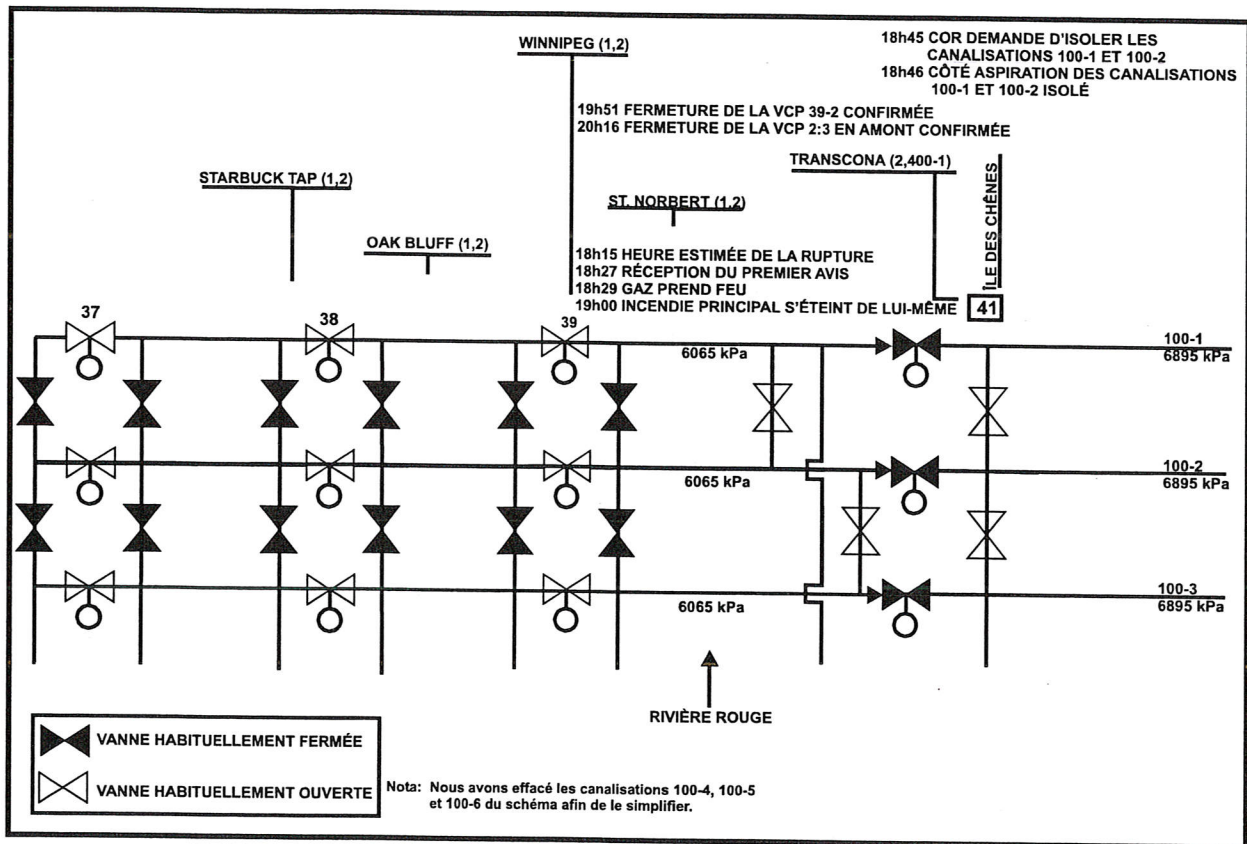 WINNIPEG (1,2)
18h45 COR DEMANDE D'ISOLER LES
CANALISATIONS 100-1 ET 100-2
18h46 CÔTÉ ASPIRATION DES CANALISATIONS
100-1 ET 100-2 ISOLÉ
19h51 FERMETURE DE LA VCP 39-2 CONFIRMÉE
20h16 FERMETURE DE LA VCP 2:3 EN AMONT CONFIRMÉE
STARBUCK TAP (1,2)
TRANSCONA (2,400-1)
ÎLE DES CHÊNES
ST. NORBERT (1,2)
OAK BLUFF (1,2)
18h15 HEURE ESTIMÉE DE LA RUPTURE
18h27 RÉCEPTION DU PREMIER AVIS
18h29 GAZ PREND FEU
19h00 INCENDIE PRINCIPAL S'ÉTEINT DE LUI-MÊME
41
37
38
39
100-1
6065 kPa
6895 kPa
100-2
6065 kPa
6895 kPa
100-3
6065 kPa
6895 kPa
RIVIÈRE ROUGE
VANNE HABITUELLEMENT FERMÉE
VANNE HABITUELLEMENT OUVERTE
Nota: Nous avons effacé les canalisations 100-4, 100-5
et 100-6 du schéma afin de le simplifier.